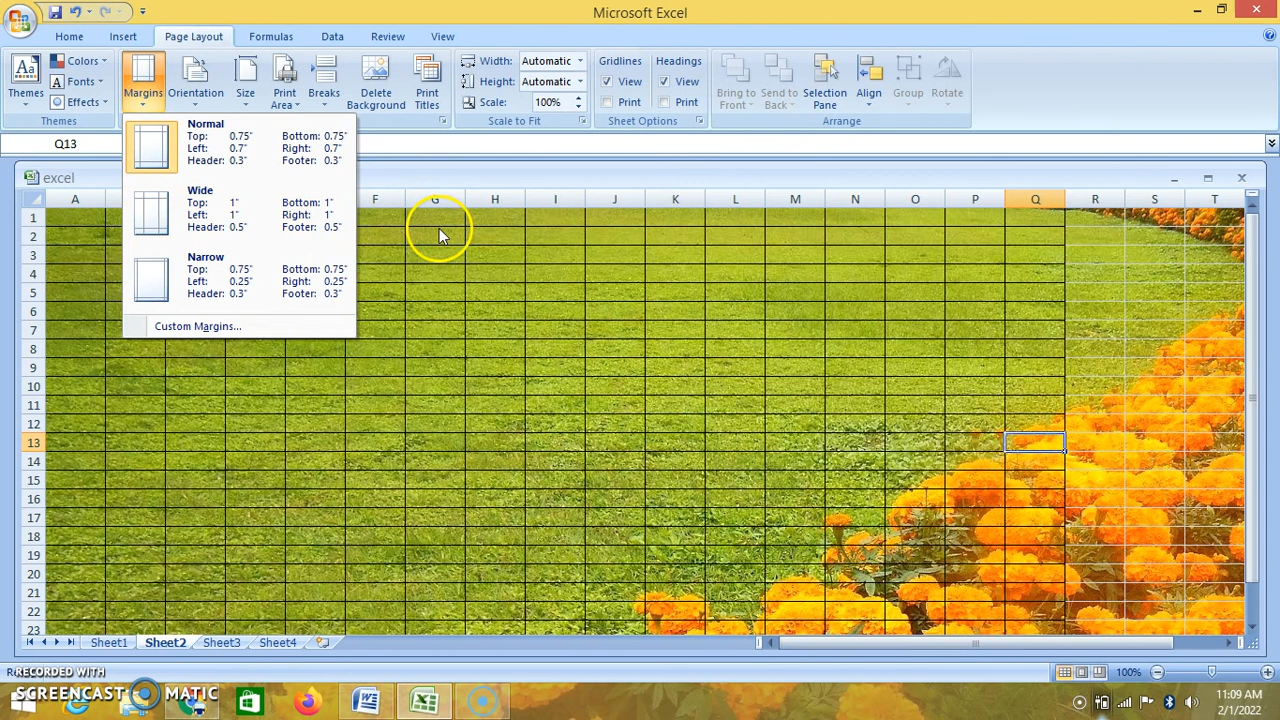 Microsoft Excel
Home Insert Page Layout Formulas Data Review View
Themes Colors Fonts Effects Margins Orientation Size Print Area Breaks Delete Background Print Titles Width: Automatic Height: Automatic Scale: 100% Gridlines View Print Headings View Print Bring to Front Send to Back Selection Pane Align Group Rotate
Themes Scale to Fit Sheet Options Arrange
Q13
Normal
Top: 0.75" Bottom: 0.75"
Left: 0.7" Right: 0.7"
Header: 0.3" Footer: 0.3"
Wide
Top: 1" Bottom: 1"
Left: 1" Right: 1"
Header: 0.5" Footer: 0.5"
Narrow
Top: 0.75" Bottom: 0.75"
Left: 0.25" Right: 0.25"
Header: 0.3" Footer: 0.3"
Custom Margins...
excel
A F G H I J K L M N O P Q R S T
1
2
3
4
5
6
7
8
9
10
11
12
13
14
15
16
17
18
19
20
21
22
23
Sheet1 Sheet2 Sheet3 Sheet4
100%
RECORDED WITH
SCREENCAST MATIC
11:09 AM
2/1/2022